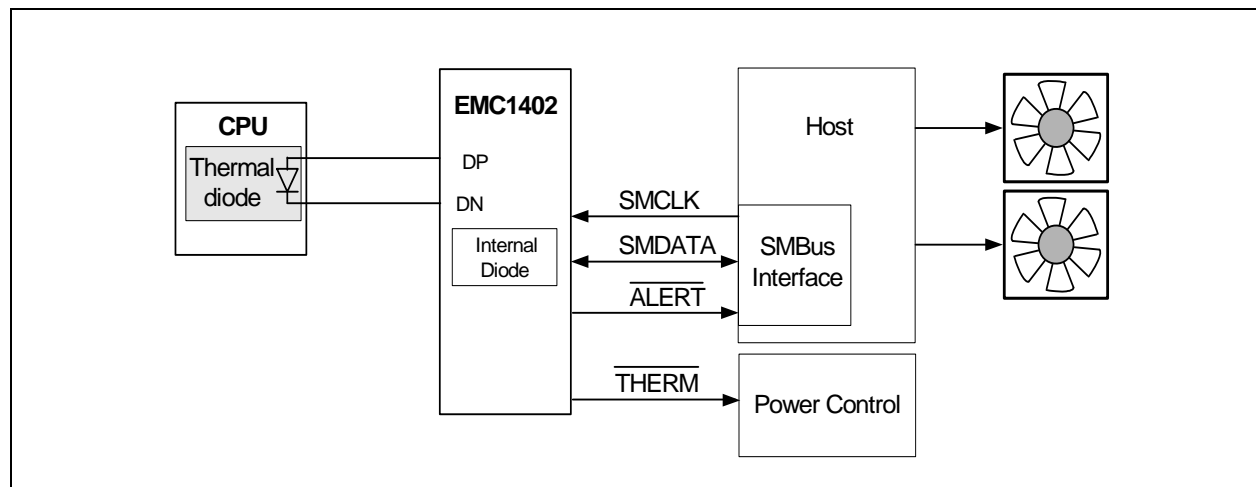 CPU
Thermal
diode
EMC1402
DP
DN
Internal
Diode
SMCLK
SMDATA
ALERT
THERM
Host
SMBus
Interface
Power Control